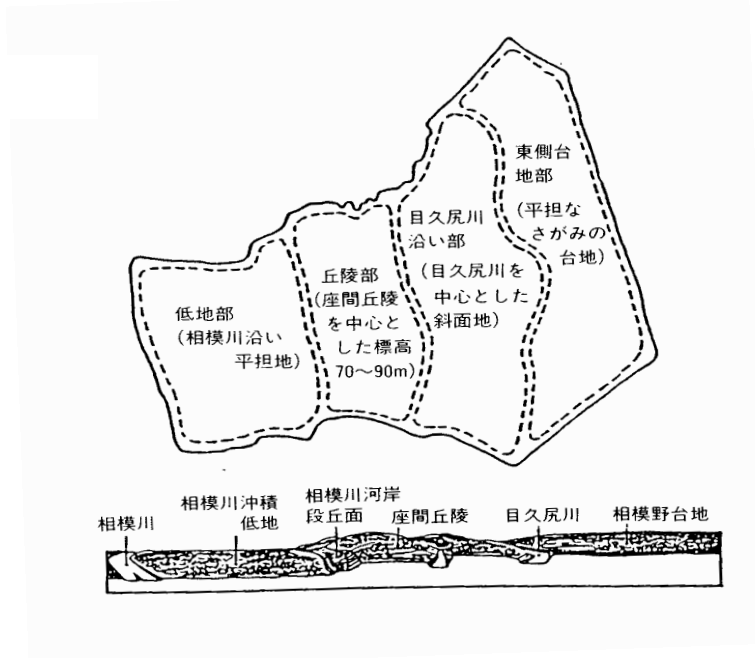 東側台
地部
(平担な
さがみの
台地)
目久尻川
沿い部
(目久尻川を
中心とした
斜面地)
丘陵部
(座間丘陵
を中心と
した標高
70〜90m)
低地部
(相模川沿い
平担地)
相模川
相模川沖積
低地
相模川河岸
段丘面
座間丘陵
目久尻川
相模野台地